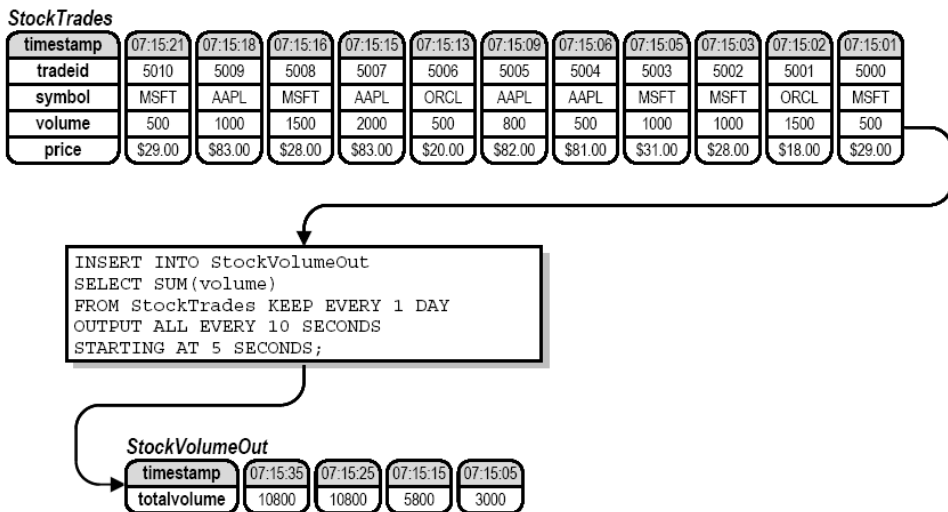 StockTrades
timestamp 07:15:21 07:15:18 07:15:16 07:15:15 07:15:13 07:15:09 07:15:06 07:15:05 07:15:03 07:15:02 07:15:01
tradeid 5010 5009 5008 5007 5006 5005 5004 5003 5002 5001 5000
symbol MSFT AAPL MSFT AAPL ORCL AAPL AAPL MSFT MSFT ORCL MSFT
volume 500 1000 1500 2000 500 800 500 1000 1000 1500 500
price $29.00 $83.00 $28.00 $83.00 $20.00 $82.00 $81.00 $31.00 $28.00 $18.00 $29.00
INSERT INTO StockVolumeOut
SELECT SUM(volume)
FROM StockTrades KEEP EVERY 1 DAY
OUTPUT ALL EVERY 10 SECONDS
STARTING AT 5 SECONDS;
StockVolumeOut
timestamp 07:15:35 07:15:25 07:15:15 07:15:05
totalvolume 10800 10800 5800 3000